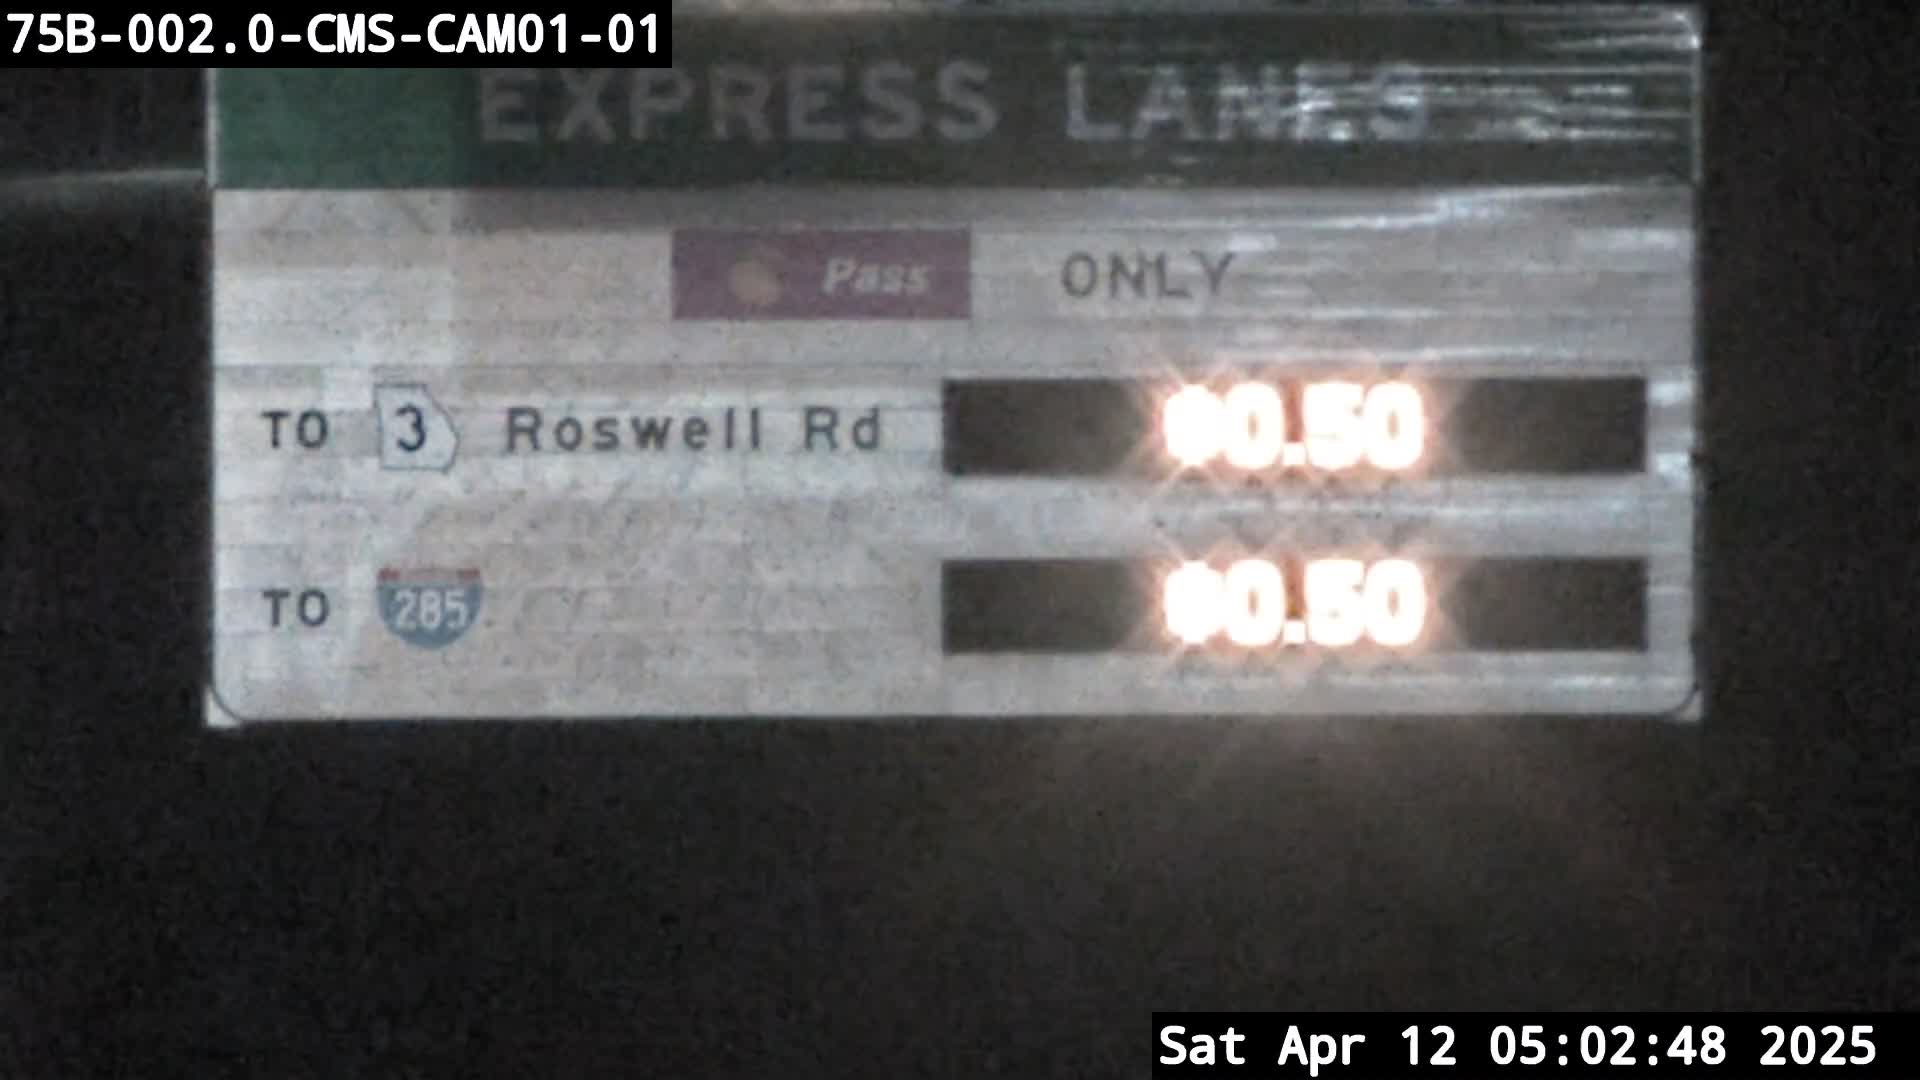 75B-002.0-CMS-CAM01-01
EXPRESS LANES
Pass ONLY
TO 3 Roswell Rd $0.50
TO 285 $0.50
Sat Apr 12 05:02:48 2025